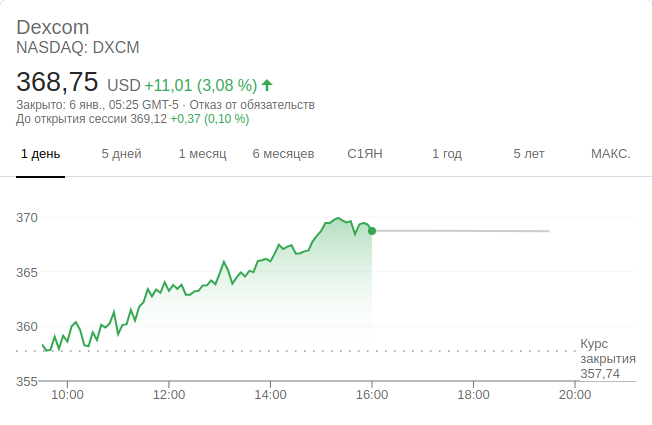 Dexcom
NASDAQ: DXCM
368,75 USD +11,01 (3,08 %)
Закрыто: 6 янв., 05:25 GMT-5 · Отказ от обязательств
До открытия сессии 369,12 +0,37 (0,10 %)
1 день 5 дней 1 месяц 6 месяцев С1ЯН 1 год 5 лет МАКС.
370
365
360
Курс
закрытия
357,74
355
10:00 12:00 14:00 16:00 18:00 20:00